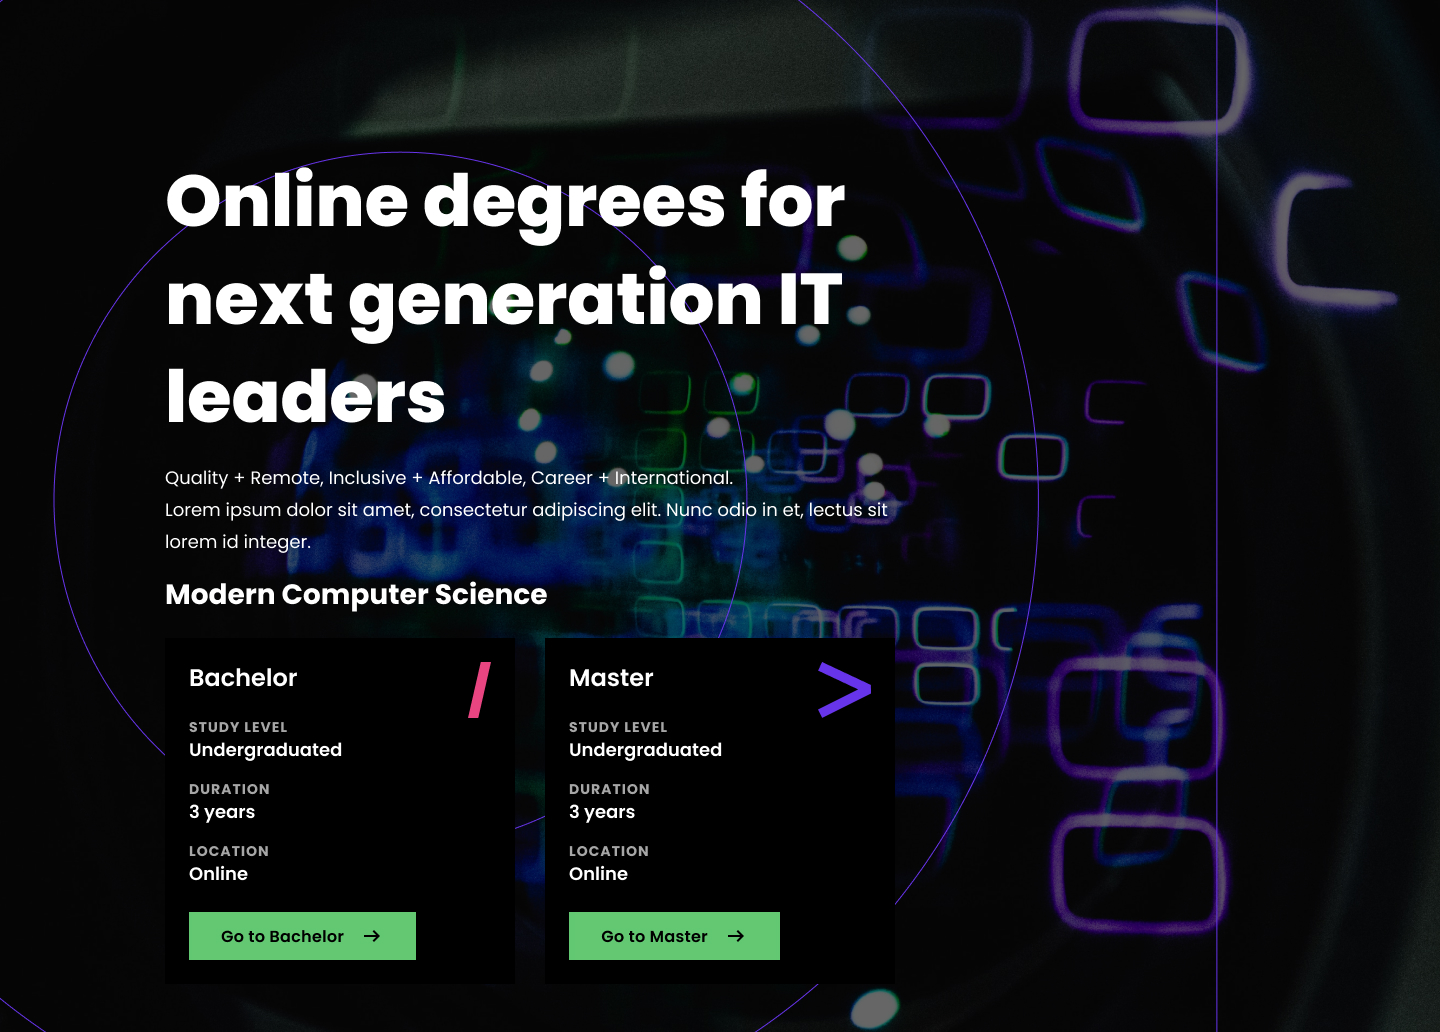 Online degrees for
next generation IT
leaders
Quality + Remote, Inclusive + Affordable, Career + International.
Lorem ipsum dolor sit amet, consectetur adipiscing elit. Nunc odio in et, lectus sit
lorem id integer.
Modern Computer Science
Bachelor /
STUDY LEVEL
Undergraduated
DURATION
3 years
LOCATION
Online
Go to Bachelor →
Master >
STUDY LEVEL
Undergraduated
DURATION
3 years
LOCATION
Online
Go to Master →